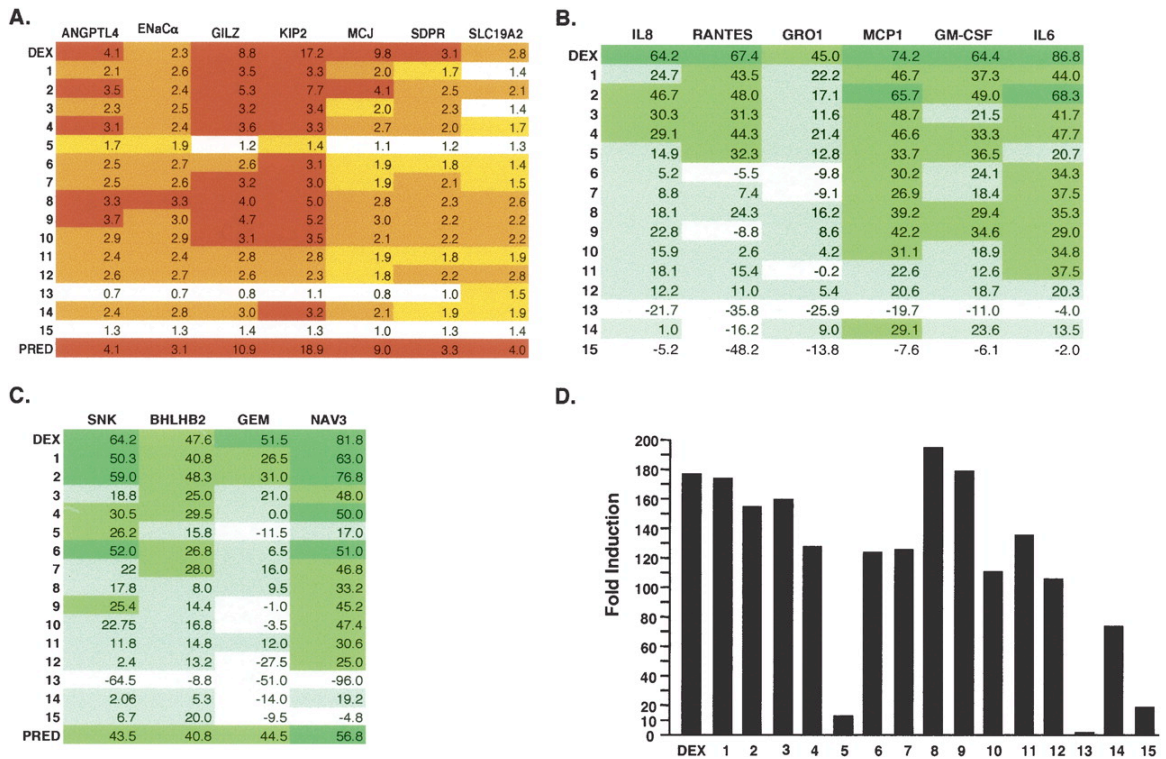 A.
ANGPTL4 ENaCα GILZ KIP2 MCJ SDPR SLC19A2
DEX 4.1 2.3 8.8 17.2 9.8 3.1 2.8
1 2.1 2.6 3.5 3.3 2.0 1.7 1.4
2 3.5 2.4 5.3 7.7 4.1 2.5 2.1
3 2.3 2.5 3.2 3.4 2.0 2.3 1.4
4 3.1 2.4 3.6 3.3 2.7 2.0 1.7
5 1.7 1.9 1.2 1.4 1.1 1.2 1.3
6 2.5 2.7 2.6 3.1 1.9 1.8 1.4
7 2.5 2.6 3.2 3.0 1.9 2.1 1.5
8 3.3 3.3 4.0 5.0 2.8 2.3 2.6
9 3.7 3.0 4.7 5.2 3.0 2.2 2.2
10 2.9 2.9 3.1 3.5 2.1 2.2 2.2
11 2.4 2.4 2.8 2.8 1.9 1.8 1.9
12 2.6 2.7 2.6 2.3 1.8 2.2 2.8
13 0.7 0.7 0.8 1.1 0.8 1.0 1.5
14 2.4 2.8 3.0 3.2 2.1 1.9 1.9
15 1.3 1.3 1.4 1.3 1.0 1.3 1.4
PRED 4.1 3.1 10.9 18.9 9.0 3.3 4.0
B.
IL8 RANTES GRO1 MCP1 GM-CSF IL6
DEX 64.2 67.4 45.0 74.2 64.4 86.8
1 24.7 43.5 22.2 46.7 37.3 44.0
2 46.7 48.0 17.1 65.7 49.0 68.3
3 30.3 31.3 11.6 48.7 21.5 41.7
4 29.1 44.3 21.4 46.6 33.3 47.7
5 14.9 32.3 12.8 33.7 36.5 20.7
6 5.2 -5.5 -9.8 30.2 24.1 34.3
7 8.8 7.4 -9.1 26.9 18.4 37.5
8 18.1 24.3 16.2 39.2 29.4 35.3
9 22.8 -8.8 8.6 42.2 34.6 29.0
10 15.9 2.6 4.2 31.1 18.9 34.8
11 18.1 15.4 -0.2 22.6 12.6 37.5
12 12.2 11.0 5.4 20.6 18.7 20.3
13 -21.7 -35.8 -25.9 -19.7 -11.0 -4.0
14 1.0 -16.2 9.0 29.1 23.6 13.5
15 -5.2 -48.2 -13.8 -7.6 -6.1 -2.0
C.
SNK BHLHB2 GEM NAV3
DEX 64.2 47.6 51.5 81.8
1 50.3 40.8 26.5 63.0
2 59.0 48.3 31.0 76.8
3 18.8 25.0 21.0 48.0
4 30.5 29.5 0.0 50.0
5 26.2 15.8 -11.5 17.0
6 52.0 26.8 6.5 51.0
7 22 28.0 16.0 46.8
8 17.8 8.0 9.5 33.2
9 25.4 14.4 -1.0 45.2
10 22.75 16.8 -3.5 47.4
11 11.8 14.8 12.0 30.6
12 2.4 13.2 -27.5 25.0
13 -64.5 -8.8 -51.0 -96.0
14 2.06 5.3 -14.0 19.2
15 6.7 20.0 -9.5 -4.8
PRED 43.5 40.8 44.5 56.8
D.
Fold Induction
200
180
160
140
120
100
80
60
40
20
10
0
DEX 1 2 3 4 5 6 7 8 9 10 11 12 13 14 15